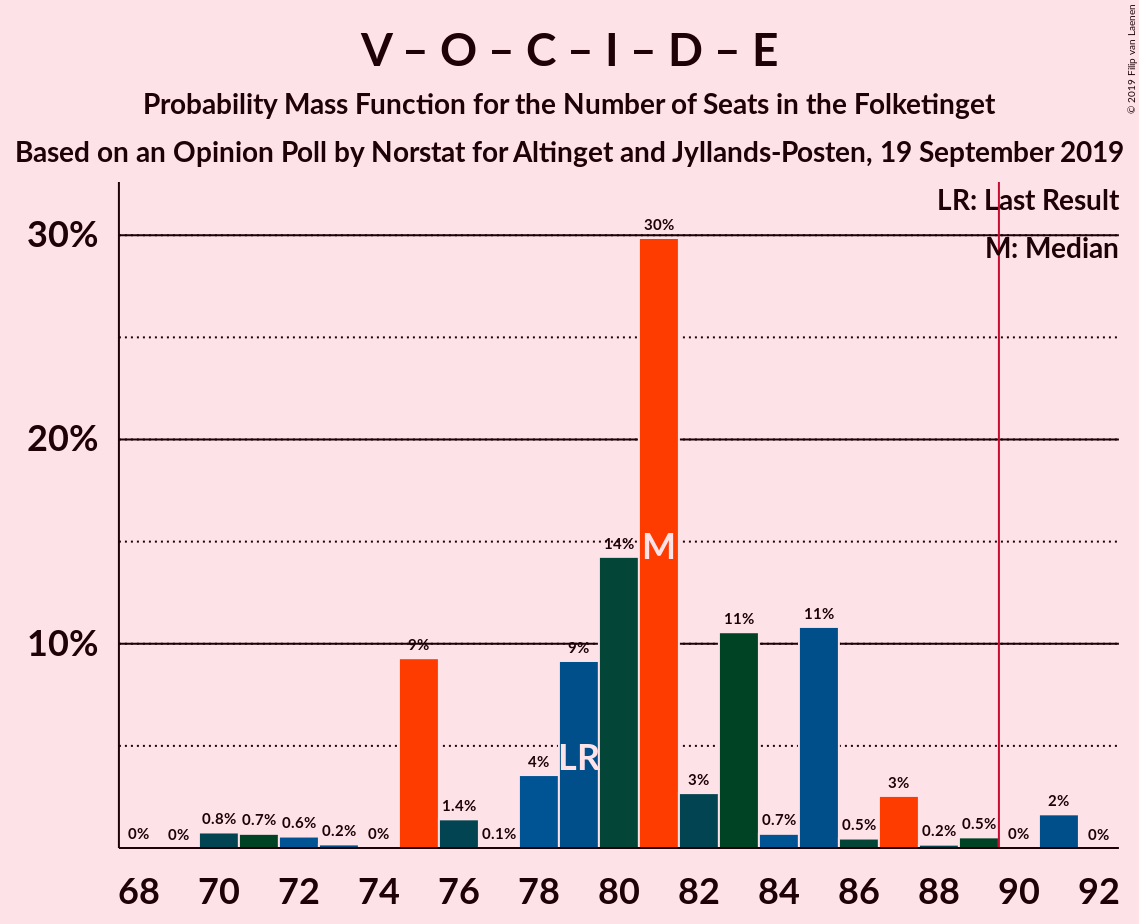 V – O – C – I – D – E
Probability Mass Function for the Number of Seats in the Folketinget
Based on an Opinion Poll by Norstat for Altinget and Jyllands-Posten, 19 September 2019
© 2019 Filip van Laenen
LR: Last Result
M: Median
30%
20%
10%
0% 0% 0.8% 0.7% 0.6% 0.2% 0% 9% 1.4% 0.1% 4% 9% 14% 30% 3% 11% 0.7% 11% 0.5% 3% 0.2% 0.5% 0% 2% 0%
LR M
68 70 72 74 76 78 80 82 84 86 88 90 92